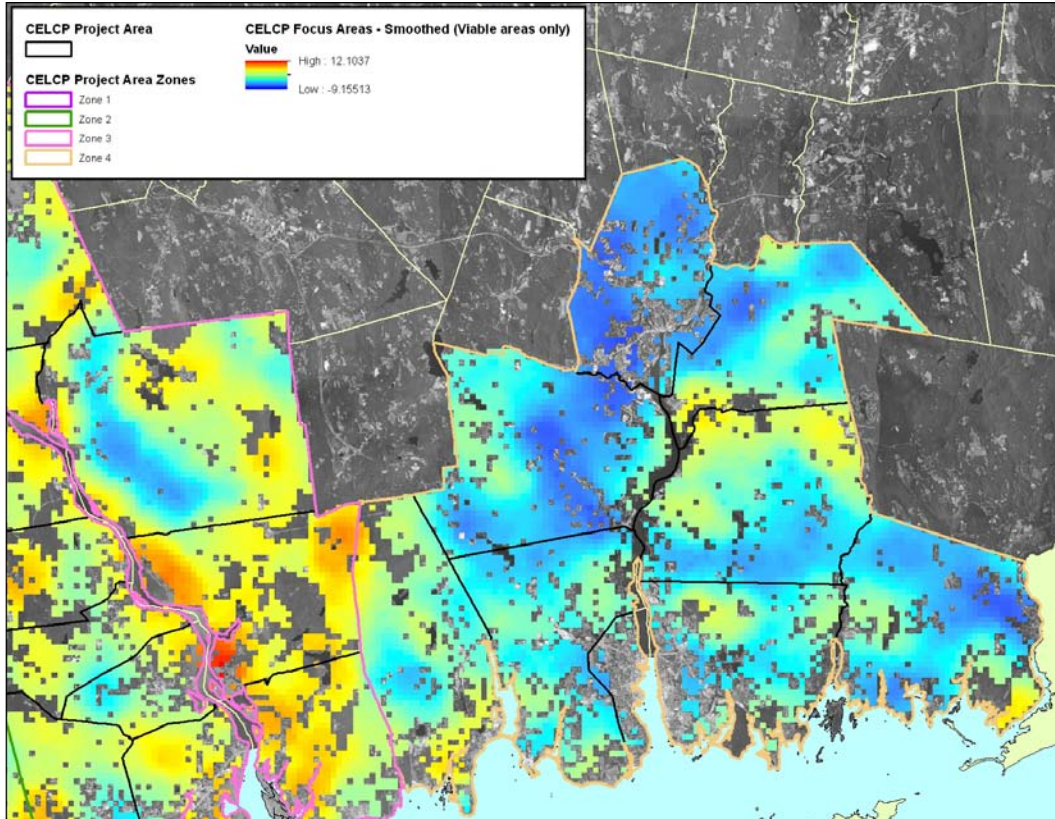 CELCP Project Area
CELCP Project Area Zones
Zone 1
Zone 2
Zone 3
Zone 4
CELCP Focus Areas - Smoothed (Viable areas only)
Value
High : 12.1037
Low : -9.15513